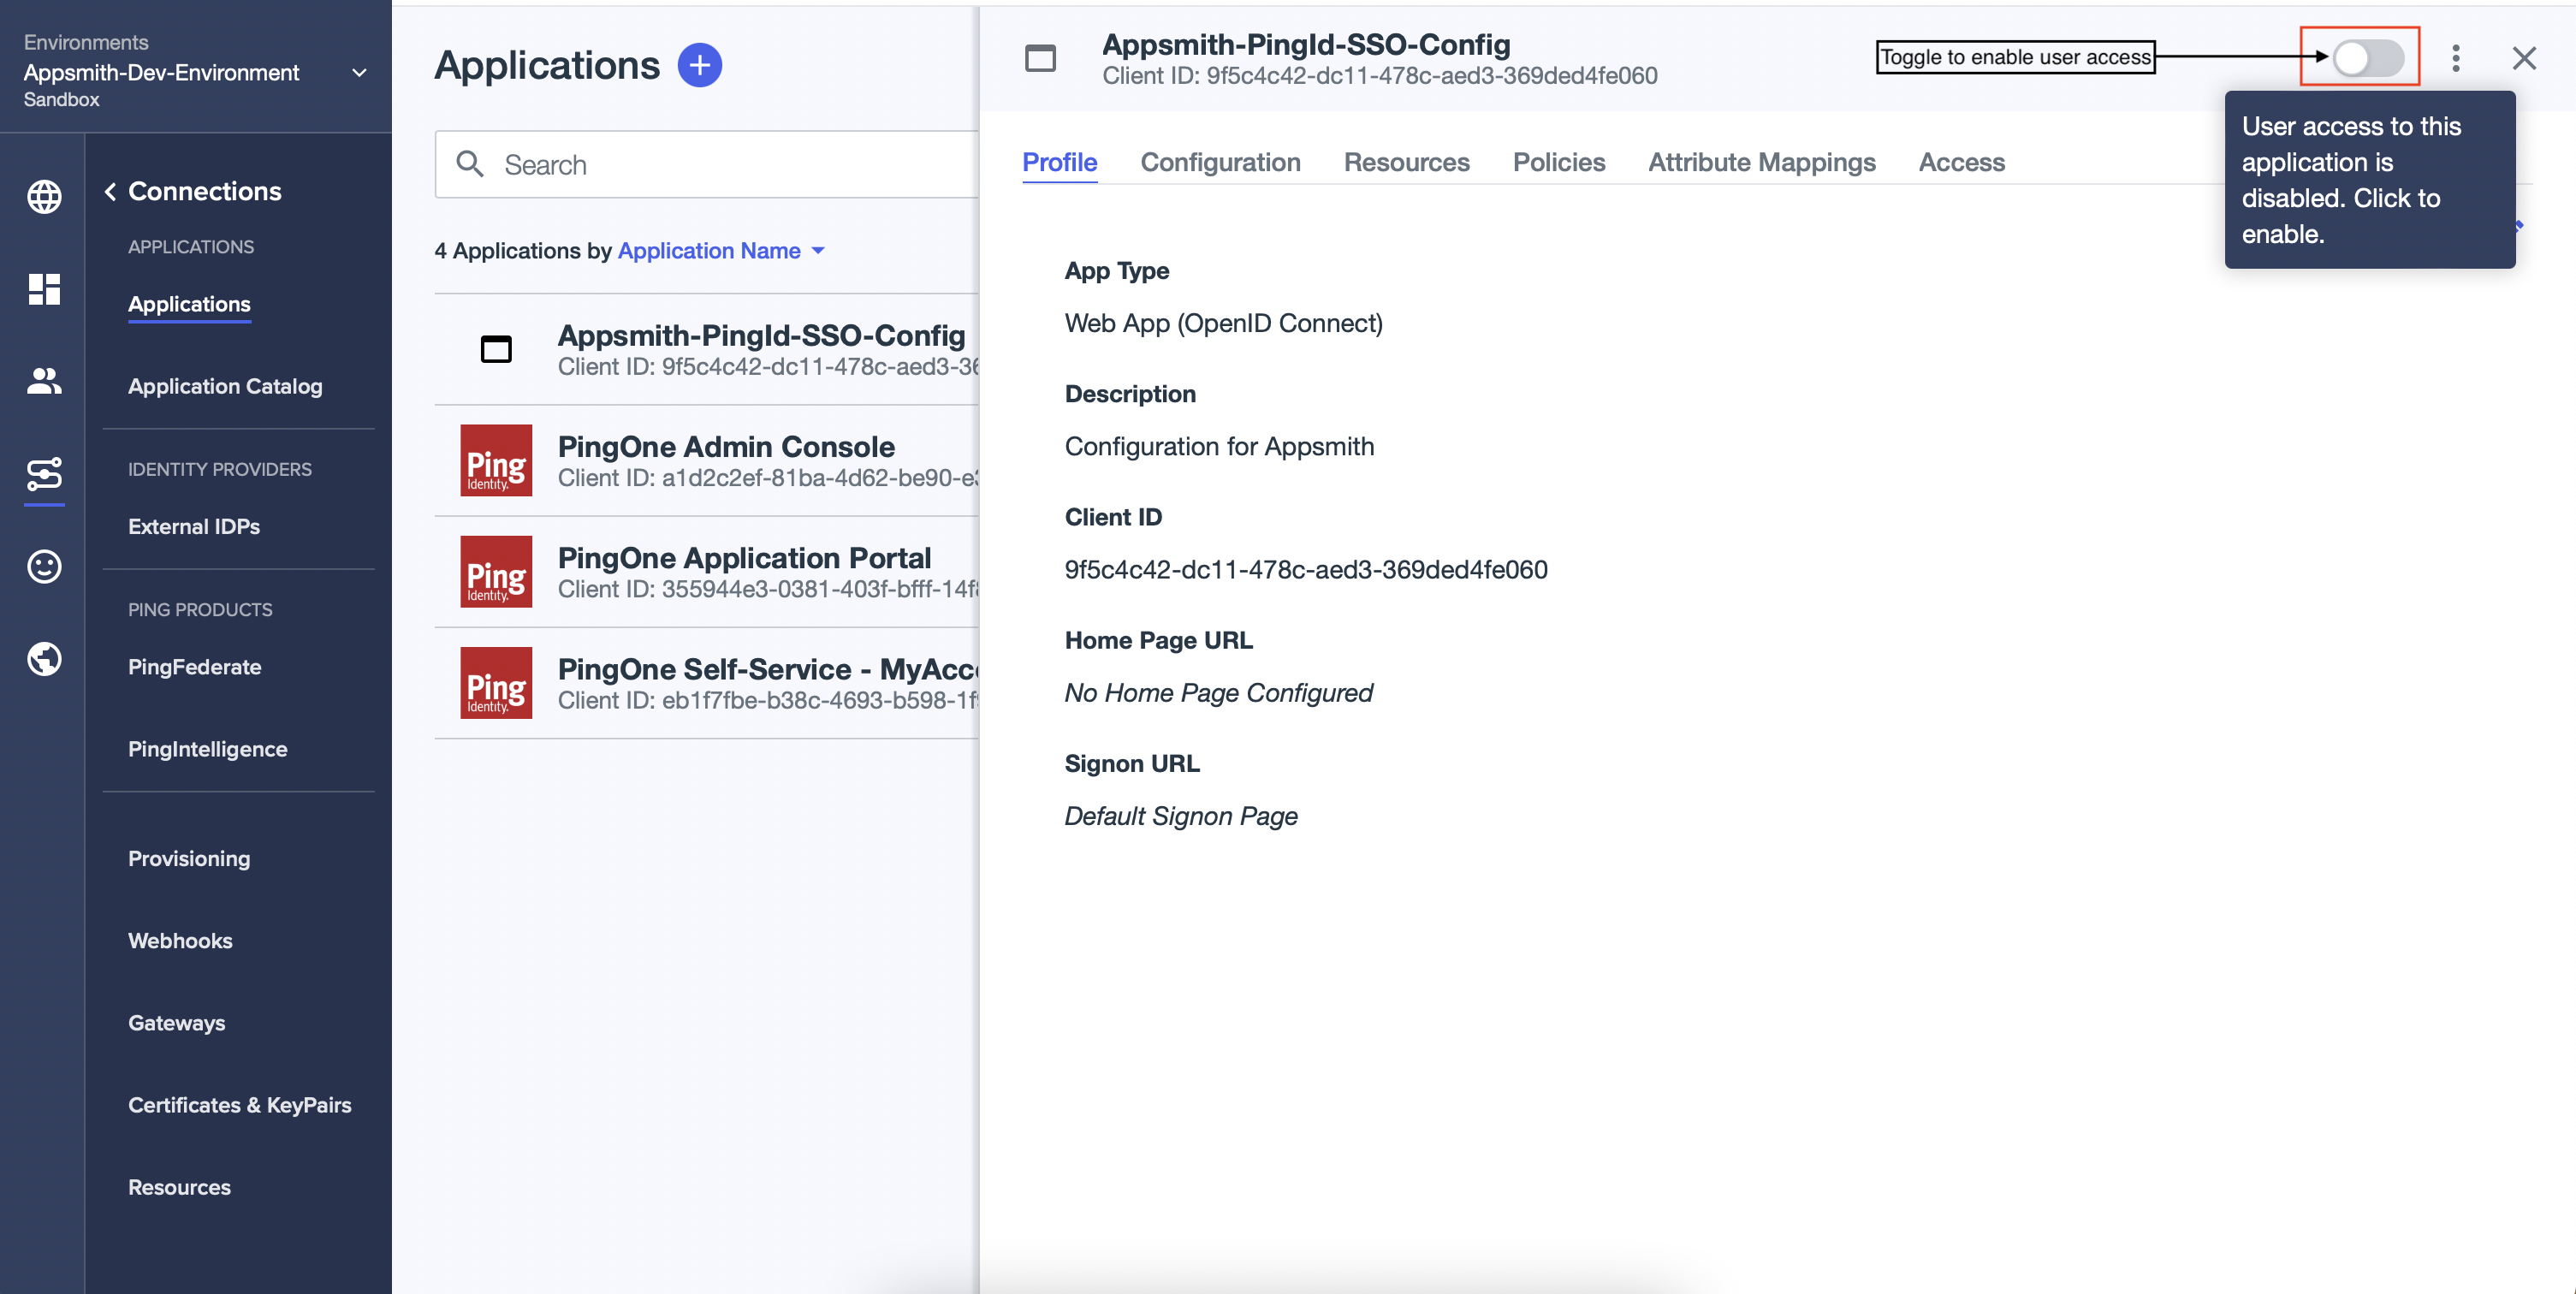 Environments
Appsmith-Dev-Environment
Sandbox
Connections
APPLICATIONS
Applications
Application Catalog
IDENTITY PROVIDERS
External IDPs
PING PRODUCTS
PingFederate
PingIntelligence
Provisioning
Webhooks
Gateways
Certificates & KeyPairs
Resources
Applications
Search
4 Applications by Application Name
Appsmith-PingId-SSO-Config
Client ID: 9f5c4c42-dc11-478c-aed3-36
Ping
Identity.
PingOne Admin Console
Client ID: a1d2c2ef-81ba-4d62-be90-e
Ping
Identity.
PingOne Application Portal
Client ID: 355944e3-0381-403f-bfff-14f
Ping
Identity.
PingOne Self-Service - MyAcc
Client ID: eb1f7fbe-b38c-4693-b598-1f
Appsmith-PingId-SSO-Config
Client ID: 9f5c4c42-dc11-478c-aed3-369ded4fe060
Toggle to enable user access
User access to this
application is
disabled. Click to
enable.
Profile Configuration Resources Policies Attribute Mappings Access
App Type
Web App (OpenID Connect)
Description
Configuration for Appsmith
Client ID
9f5c4c42-dc11-478c-aed3-369ded4fe060
Home Page URL
No Home Page Configured
Signon URL
Default Signon Page